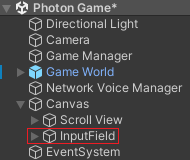 Photon Game*
Directional Light
Camera
Game Manager
Game World
Network Voice Manager
Canvas
Scroll View
InputField
EventSystem